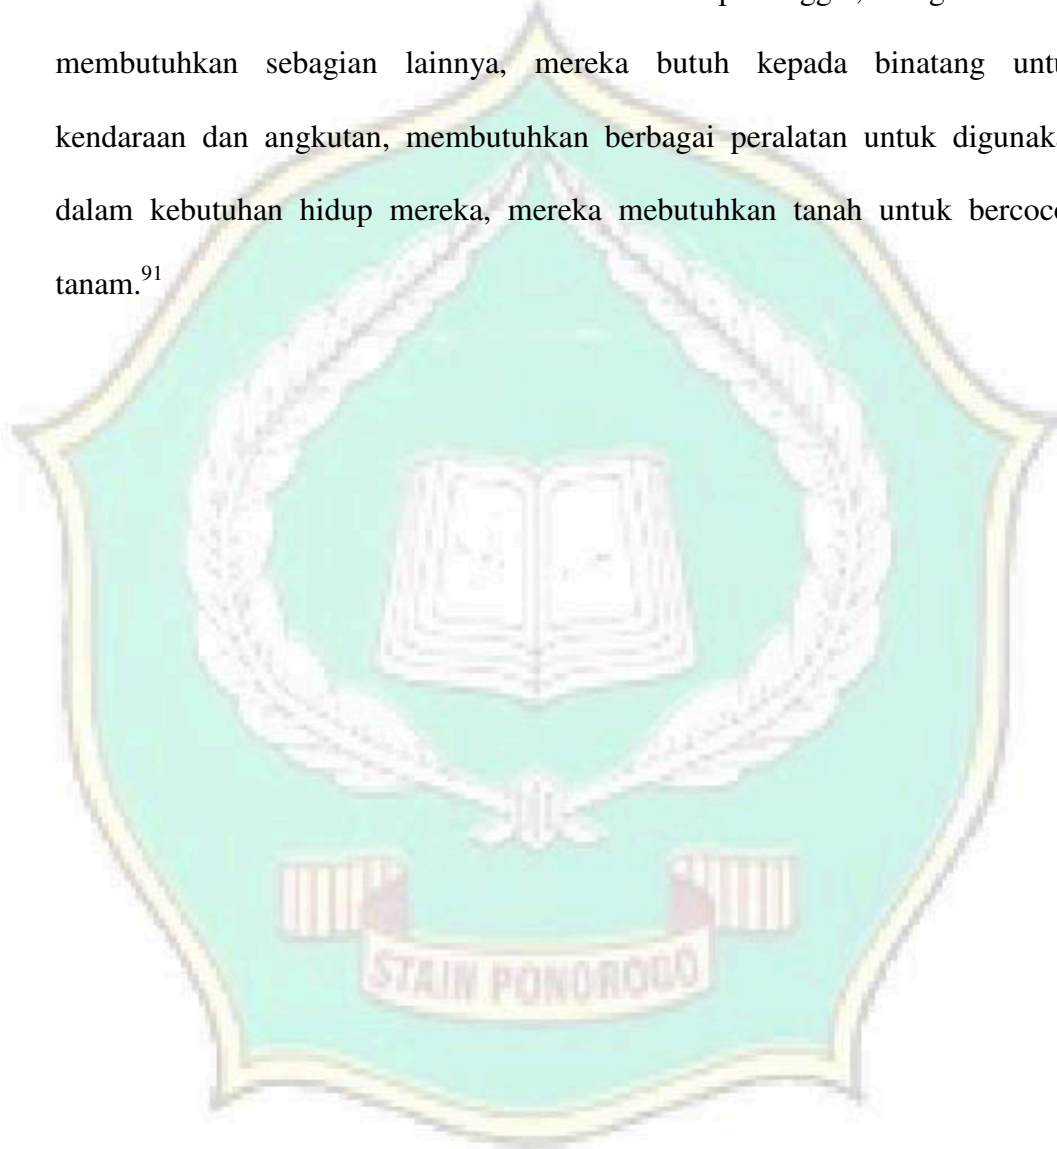 membutuhkan sebagian lainnya, mereka butuh kepada binatang untu
kendaraan dan angkutan, membutuhkan berbagai peralatan untuk digunaka
dalam kebutuhan hidup mereka, mereka mebutuhkan tanah untuk bercoco
tanam.91
STAIN PONOROGO